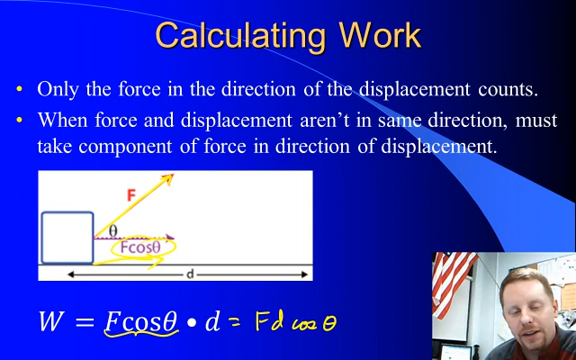 Calculating Work
• Only the force in the direction of the displacement counts.
• When force and displacement aren't in same direction, must
take component of force in direction of displacement.
F
θ
Fcosθ
d
W = Fcosθ • d = Fd cos θ